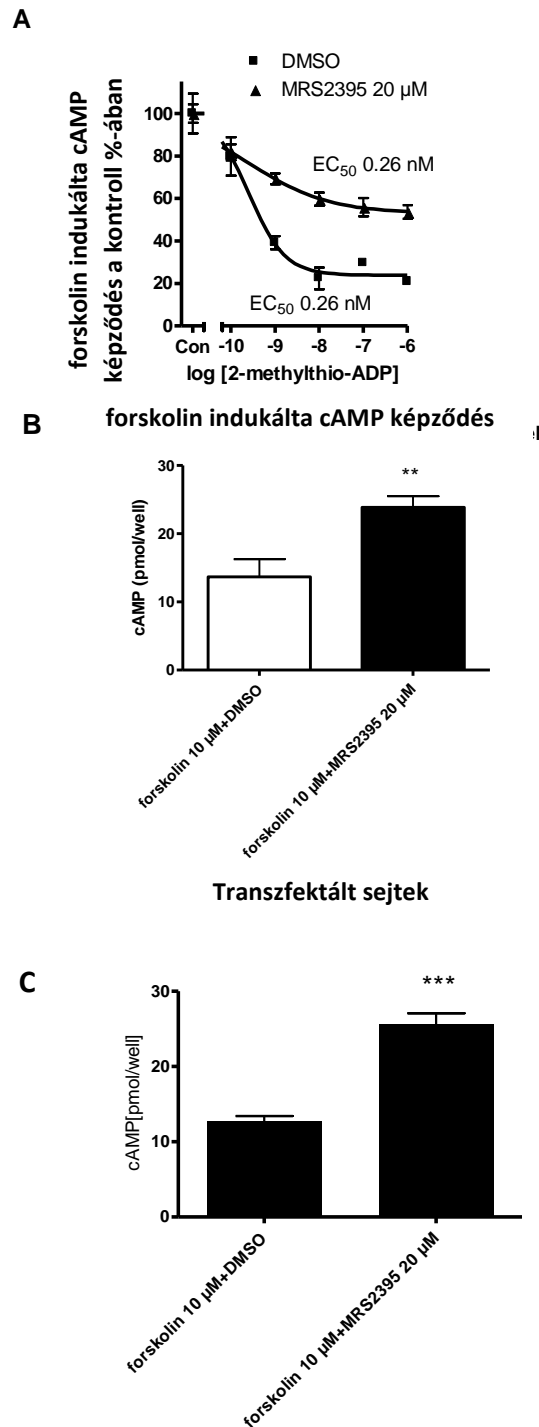 A
DMSO
MRS2395 20 µM
forskolin indukálta cAMP
képződés a kontroll %-ában
100
80
60
40
20
0
EC50 0.26 nM
EC50 0.26 nM
Con -10 -9 -8 -7 -6
log [2-methylthio-ADP]
B
forskolin indukálta cAMP képződés
cAMP (pmol/well)
30
20
10
0
**
forskolin 10 µM+DMSO
forskolin 10 µM+MRS2395 20 µM
Transzfektált sejtek
C
cAMP[pmol/well]
30
20
10
0
***
forskolin 10 µM+DMSO
forskolin 10 µM+MRS2395 20 µM